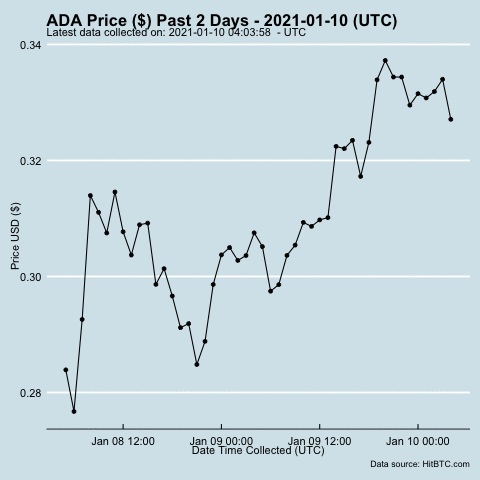 ADA Price ($) Past 2 Days - 2021-01-10 (UTC)
Latest data collected on: 2021-01-10 04:03:58  - UTC
0.34
0.32
0.30
0.28
Price USD ($)
Jan 08 12:00
Jan 09 00:00
Jan 09 12:00
Jan 10 00:00
Date Time Collected (UTC)
Data source: HitBTC.com